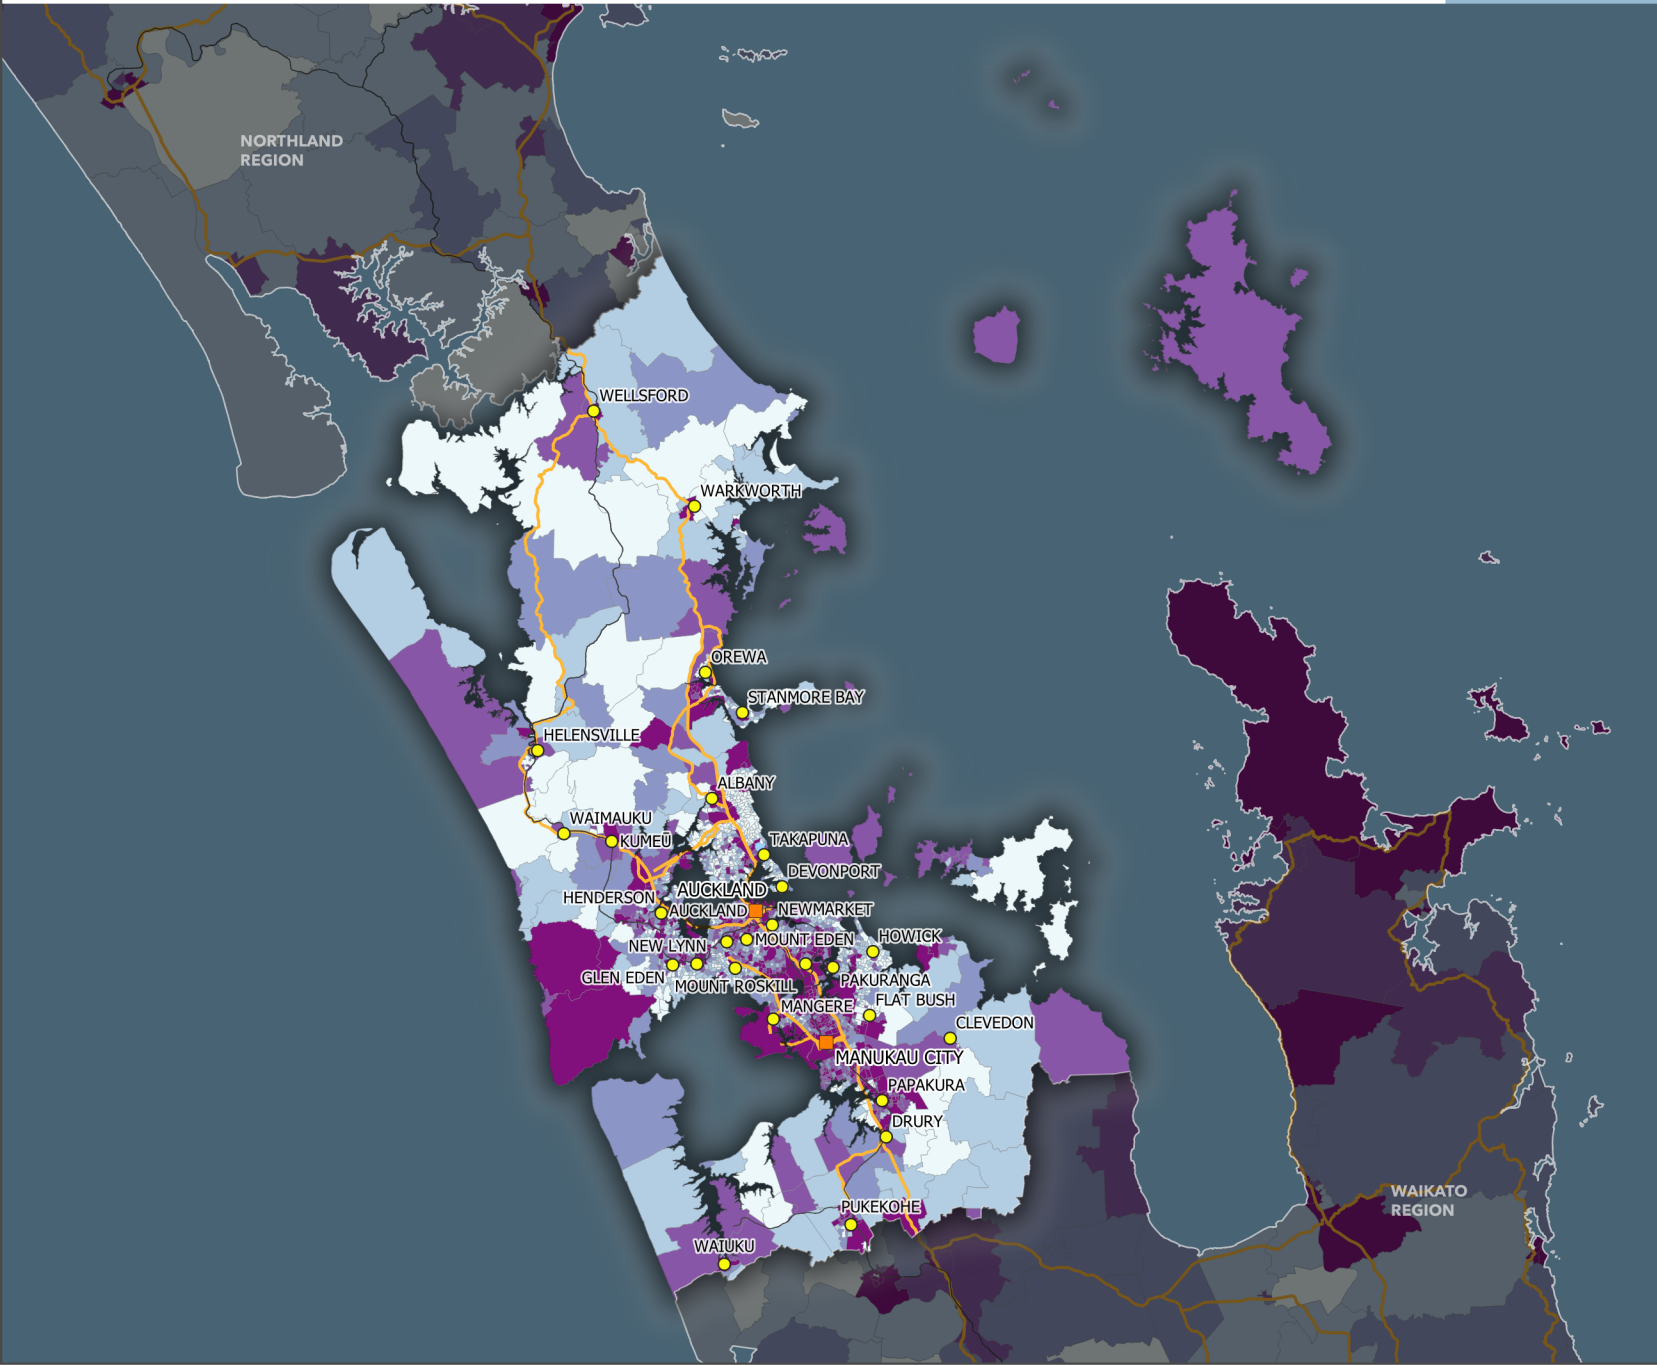 NORTHLAND
REGION
WELLSFORD
WARKWORTH
OREWA
STANMORE BAY
HELENSVILLE
ALBANY
WAIMAUKU
KUMEŪ
TAKAPUNA
DEVONPORT
HENDERSON
AUCKLAND
AUCKLAND
NEWMARKET
NEW LYNN
MOUNT EDEN
HOWICK
GLEN EDEN
MOUNT ROSKILL
PAKURANGA
FLAT BUSH
MANGERE
CLEVEDON
MANUKAU CITY
PAPAKURA
DRURY
WAIKATO
REGION
PUKEKOHE
WAIUKU